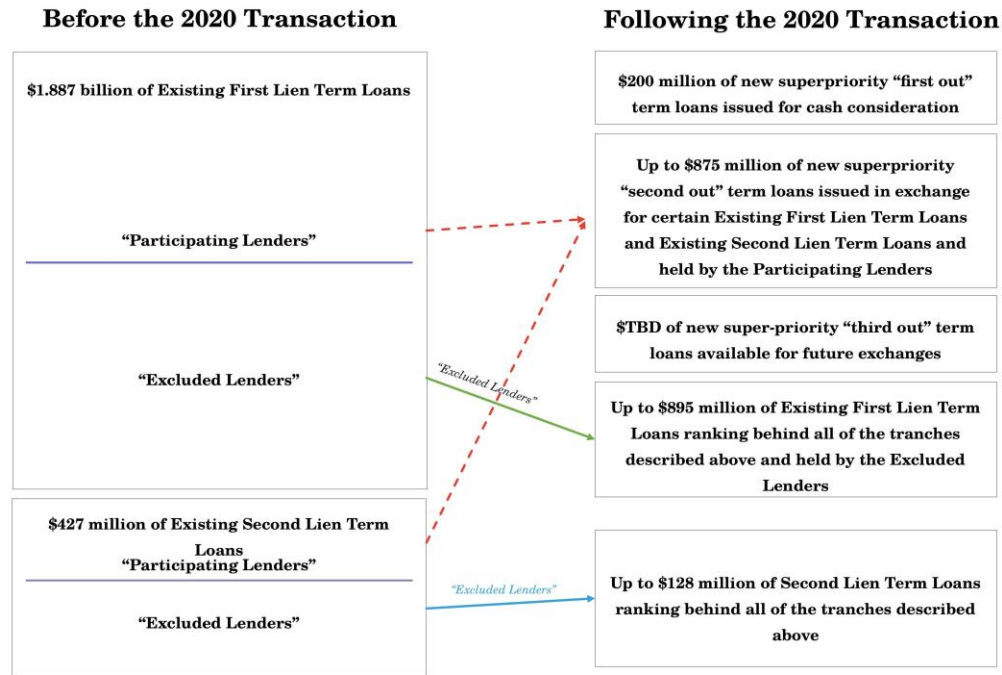 Before the 2020 Transaction
$1.887 billion of Existing First Lien Term Loans
“Participating Lenders”
“Excluded Lenders”
$427 million of Existing Second Lien Term
Loans
“Participating Lenders”
“Excluded Lenders”
“Excluded Lenders”
“Excluded Lenders”
Following the 2020 Transaction
$200 million of new superpriority “first out”
term loans issued for cash consideration
Up to $875 million of new superpriority
“second out” term loans issued in exchange
for certain Existing First Lien Term Loans
and Existing Second Lien Term Loans and
held by the Participating Lenders
$TBD of new super-priority “third out” term
loans available for future exchanges
Up to $895 million of Existing First Lien Term
Loans ranking behind all of the tranches
described above and held by the Excluded
Lenders
Up to $128 million of Second Lien Term Loans
ranking behind all of the tranches described
above